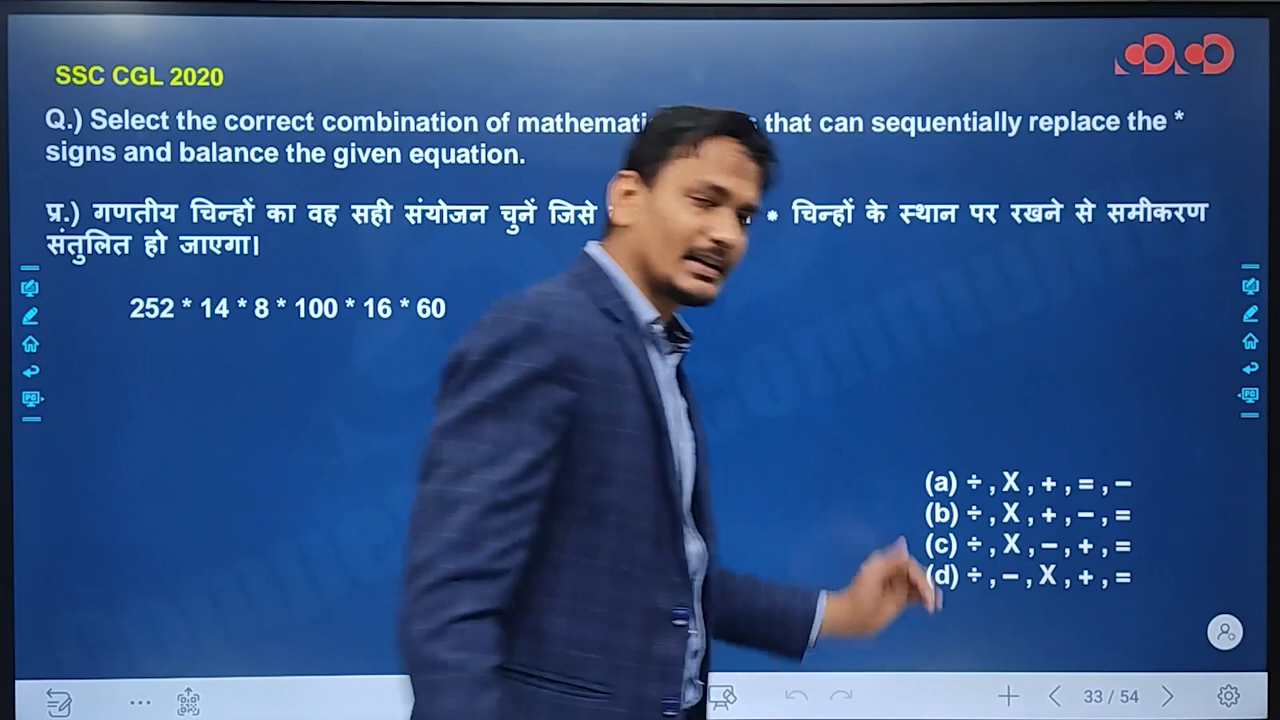 SSC CGL 2020
Q.) Select the correct combination of that can sequentially replace the *
signs and balance the given equation.
प्र.) गणतीय चिन्हों का वह सही संयोजन चुनें जिसे * चिन्हों के स्थान पर रखने से समीकरण
संतुलित हो जाएगा।
252 * 14 * 8 * 100 * 16 * 60
(a) ÷ , X , + , = , −
(b) ÷ , X , + , − , =
(c) ÷ , X , − , + , =
(d) ÷ , − , X , + , =
33 / 54